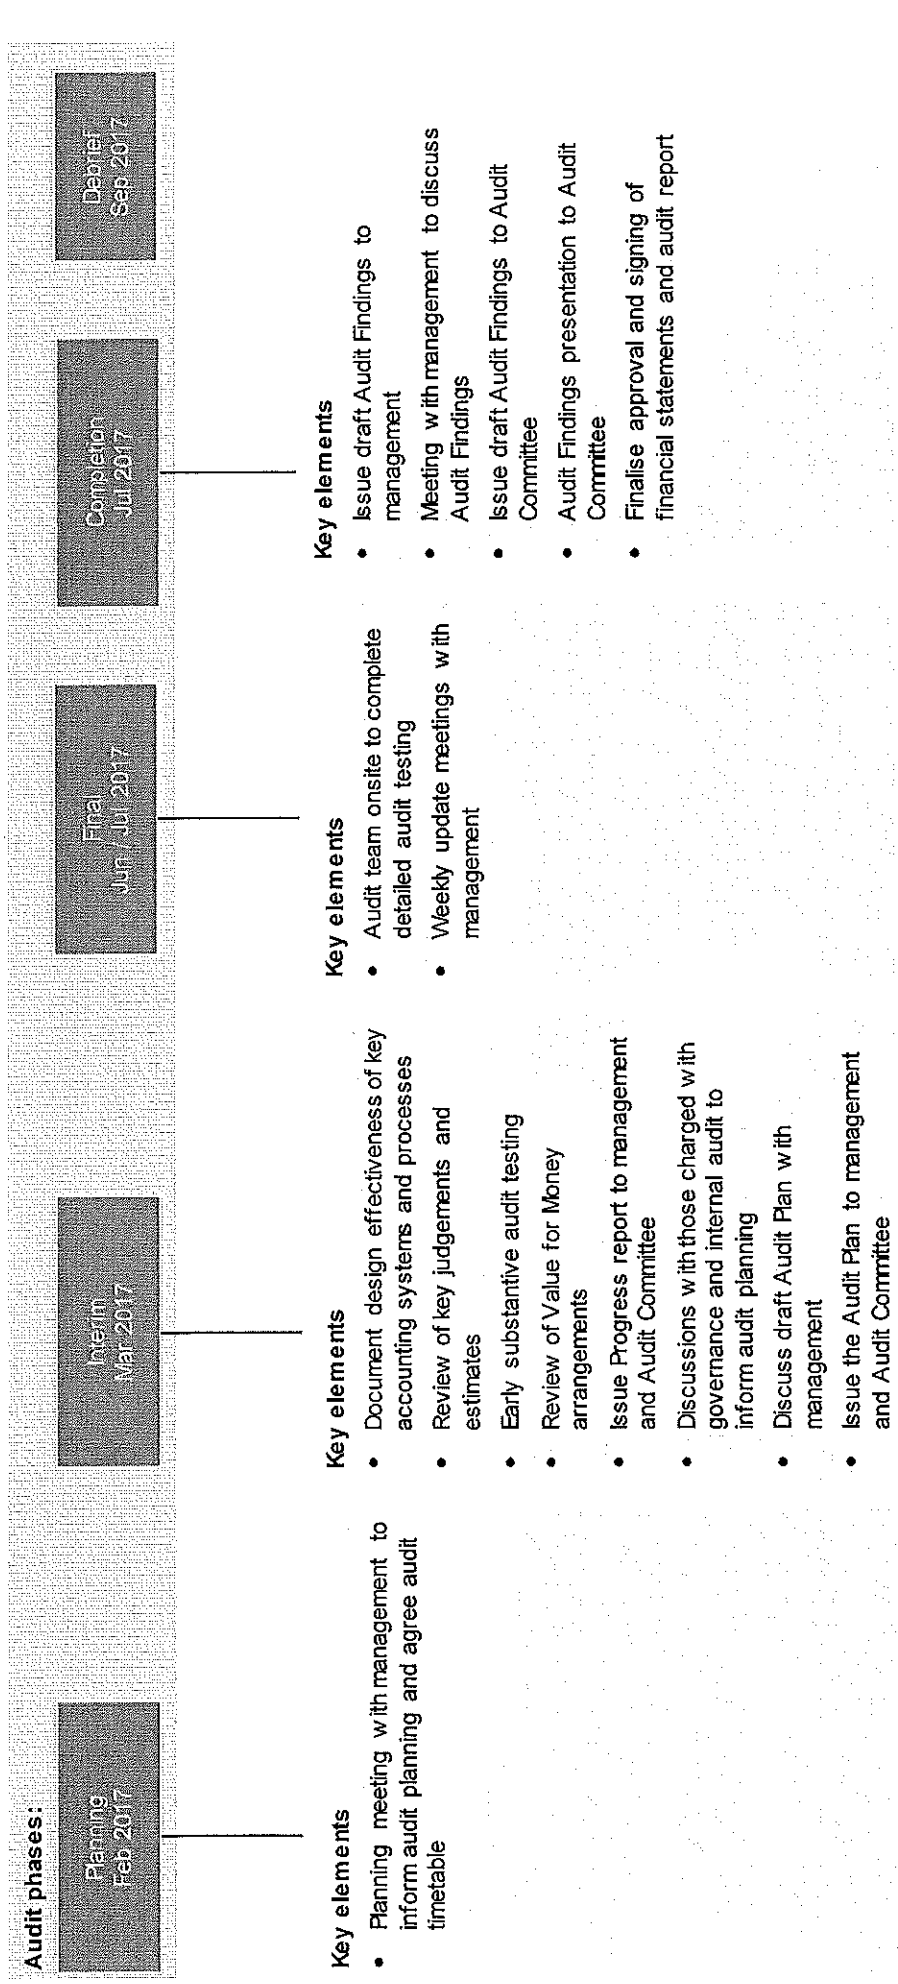 Audit phases:
Planning
Feb 2017
Interim
Mar 2017
Final
Jun / Jul 2017
Completion
Jul 2017
Debrief
Sep 2017
Key elements
• Planning meeting with management to
inform audit planning and agree audit
timetable
Key elements
• Document design effectiveness of key
accounting systems and processes
• Review of key judgements and
estimates
• Early substantive audit testing
• Review of Value for Money
arrangements
• Issue Progress report to management
and Audit Committee
• Discussions with those charged with
governance and internal audit to
inform audit planning
• Discuss draft Audit Plan with
management
• Issue the Audit Plan to management
and Audit Committee
Key elements
• Audit team onsite to complete
detailed audit testing
• Weekly update meetings with
management
Key elements
• Issue draft Audit Findings to
management
• Meeting with management to discuss
Audit Findings
• Issue draft Audit Findings to Audit
Committee
• Audit Findings presentation to Audit
Committee
• Finalise approval and signing of
financial statements and audit report